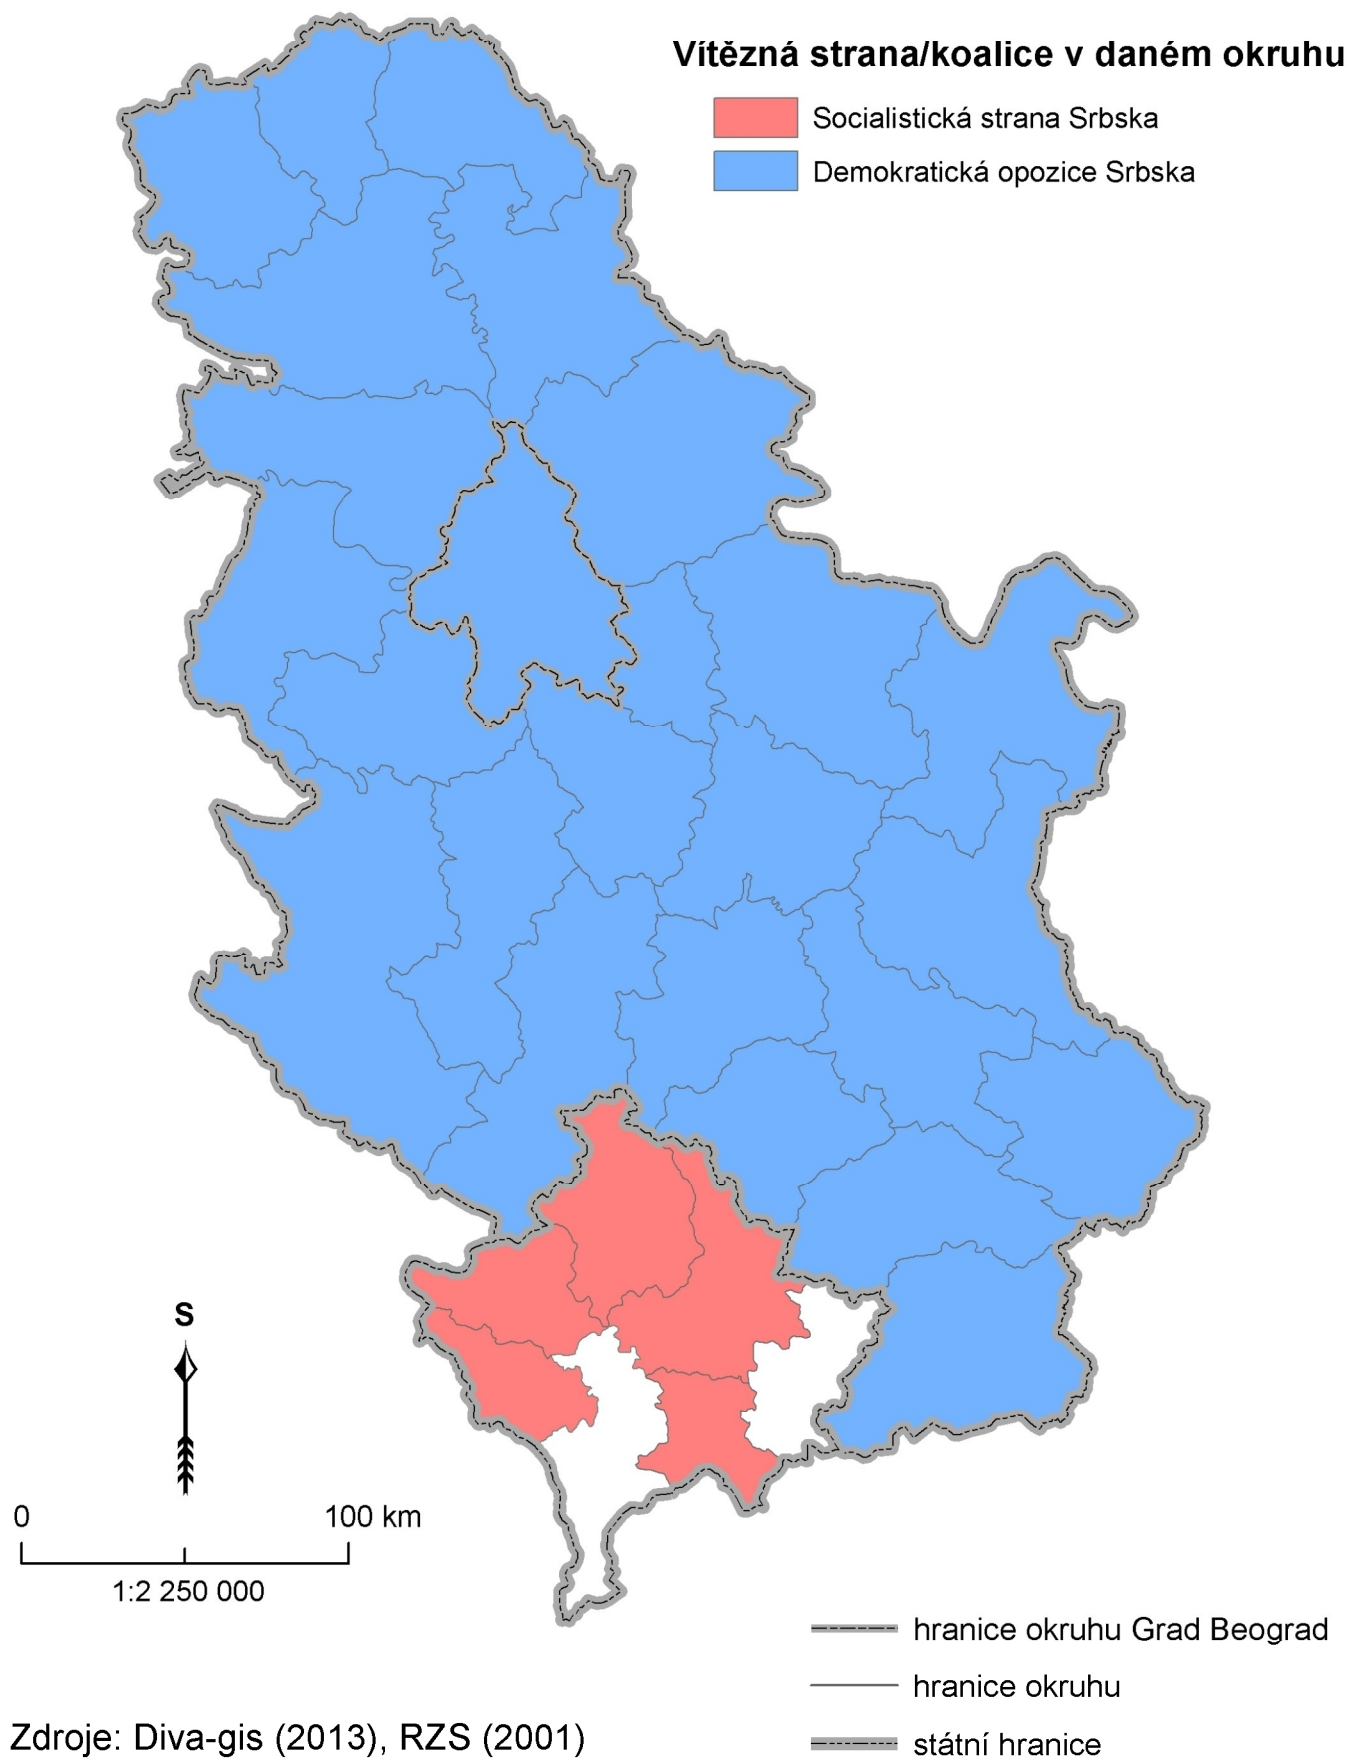 Vítězná strana/koalice v daném okruhu
Socialistická strana Srbska
Demokratická opozice Srbska
S
0 100 km
1:2 250 000
hranice okruhu Grad Beograd
hranice okruhu
státní hranice
Zdroje: Diva-gis (2013), RZS (2001)